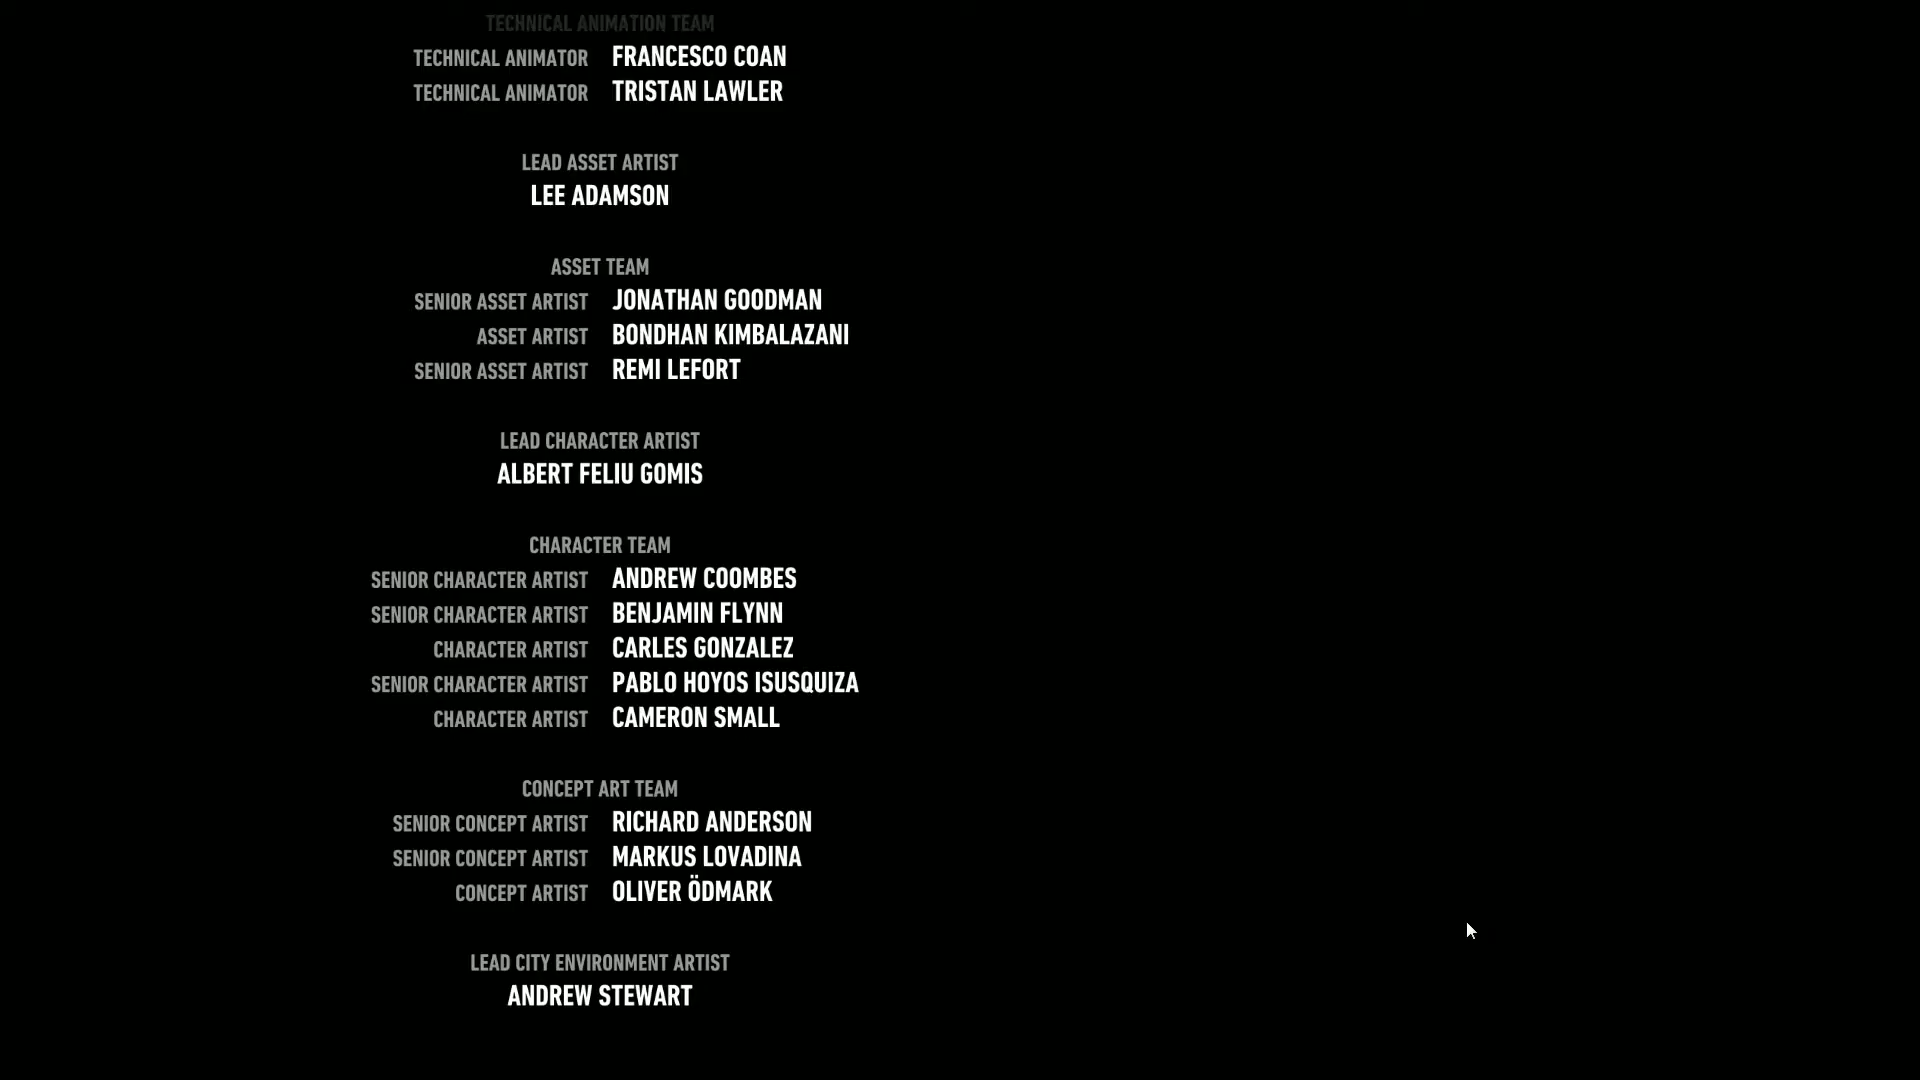 TECHNICAL ANIMATION TEAM
TECHNICAL ANIMATOR FRANCESCO COAN
TECHNICAL ANIMATOR TRISTAN LAWLER
LEAD ASSET ARTIST
LEE ADAMSON
ASSET TEAM
SENIOR ASSET ARTIST JONATHAN GOODMAN
ASSET ARTIST BONDHAN KIMBALAZANI
SENIOR ASSET ARTIST REMI LEFORT
LEAD CHARACTER ARTIST
ALBERT FELIU GOMIS
CHARACTER TEAM
SENIOR CHARACTER ARTIST ANDREW COOMBES
SENIOR CHARACTER ARTIST BENJAMIN FLYNN
CHARACTER ARTIST CARLES GONZALEZ
SENIOR CHARACTER ARTIST PABLO HOYOS ISUSQUIZA
CHARACTER ARTIST CAMERON SMALL
CONCEPT ART TEAM
SENIOR CONCEPT ARTIST RICHARD ANDERSON
SENIOR CONCEPT ARTIST MARKUS LOVADINA
CONCEPT ARTIST OLIVER ÖDMARK
LEAD CITY ENVIRONMENT ARTIST
ANDREW STEWART